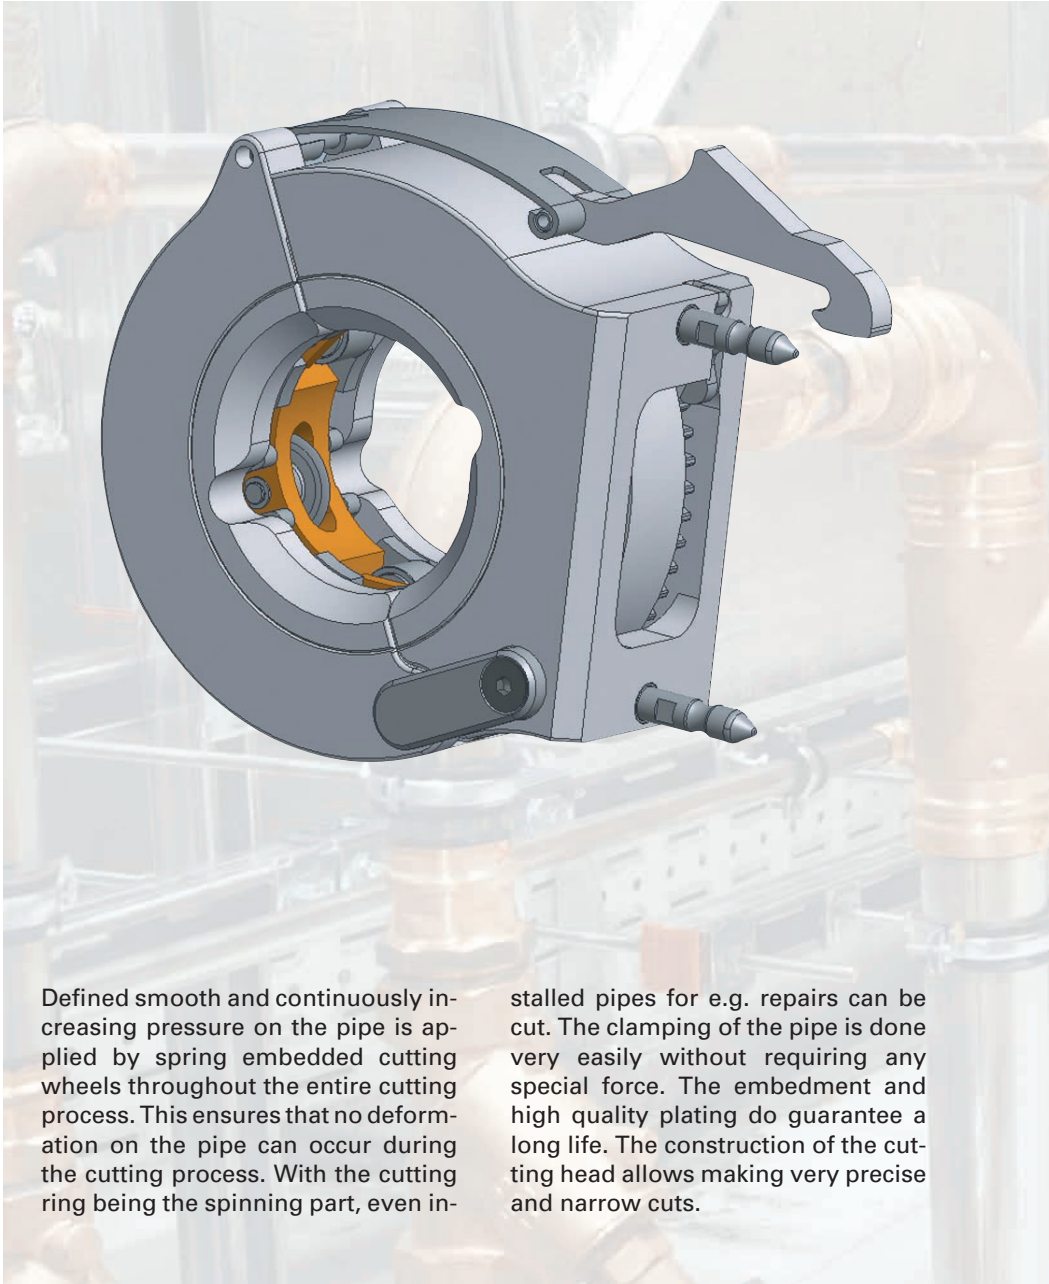 Defined smooth and continuously in-
creasing pressure on the pipe is ap-
plied by spring embedded cutting
wheels throughout the entire cutting
process. This ensures that no deform-
ation on the pipe can occur during
the cutting process. With the cutting
ring being the spinning part, even in-
stalled pipes for e.g. repairs can be
cut. The clamping of the pipe is done
very easily without requiring any
special force. The embedment and
high quality plating do guarantee a
long life. The construction of the cut-
ting head allows making very precise
and narrow cuts.